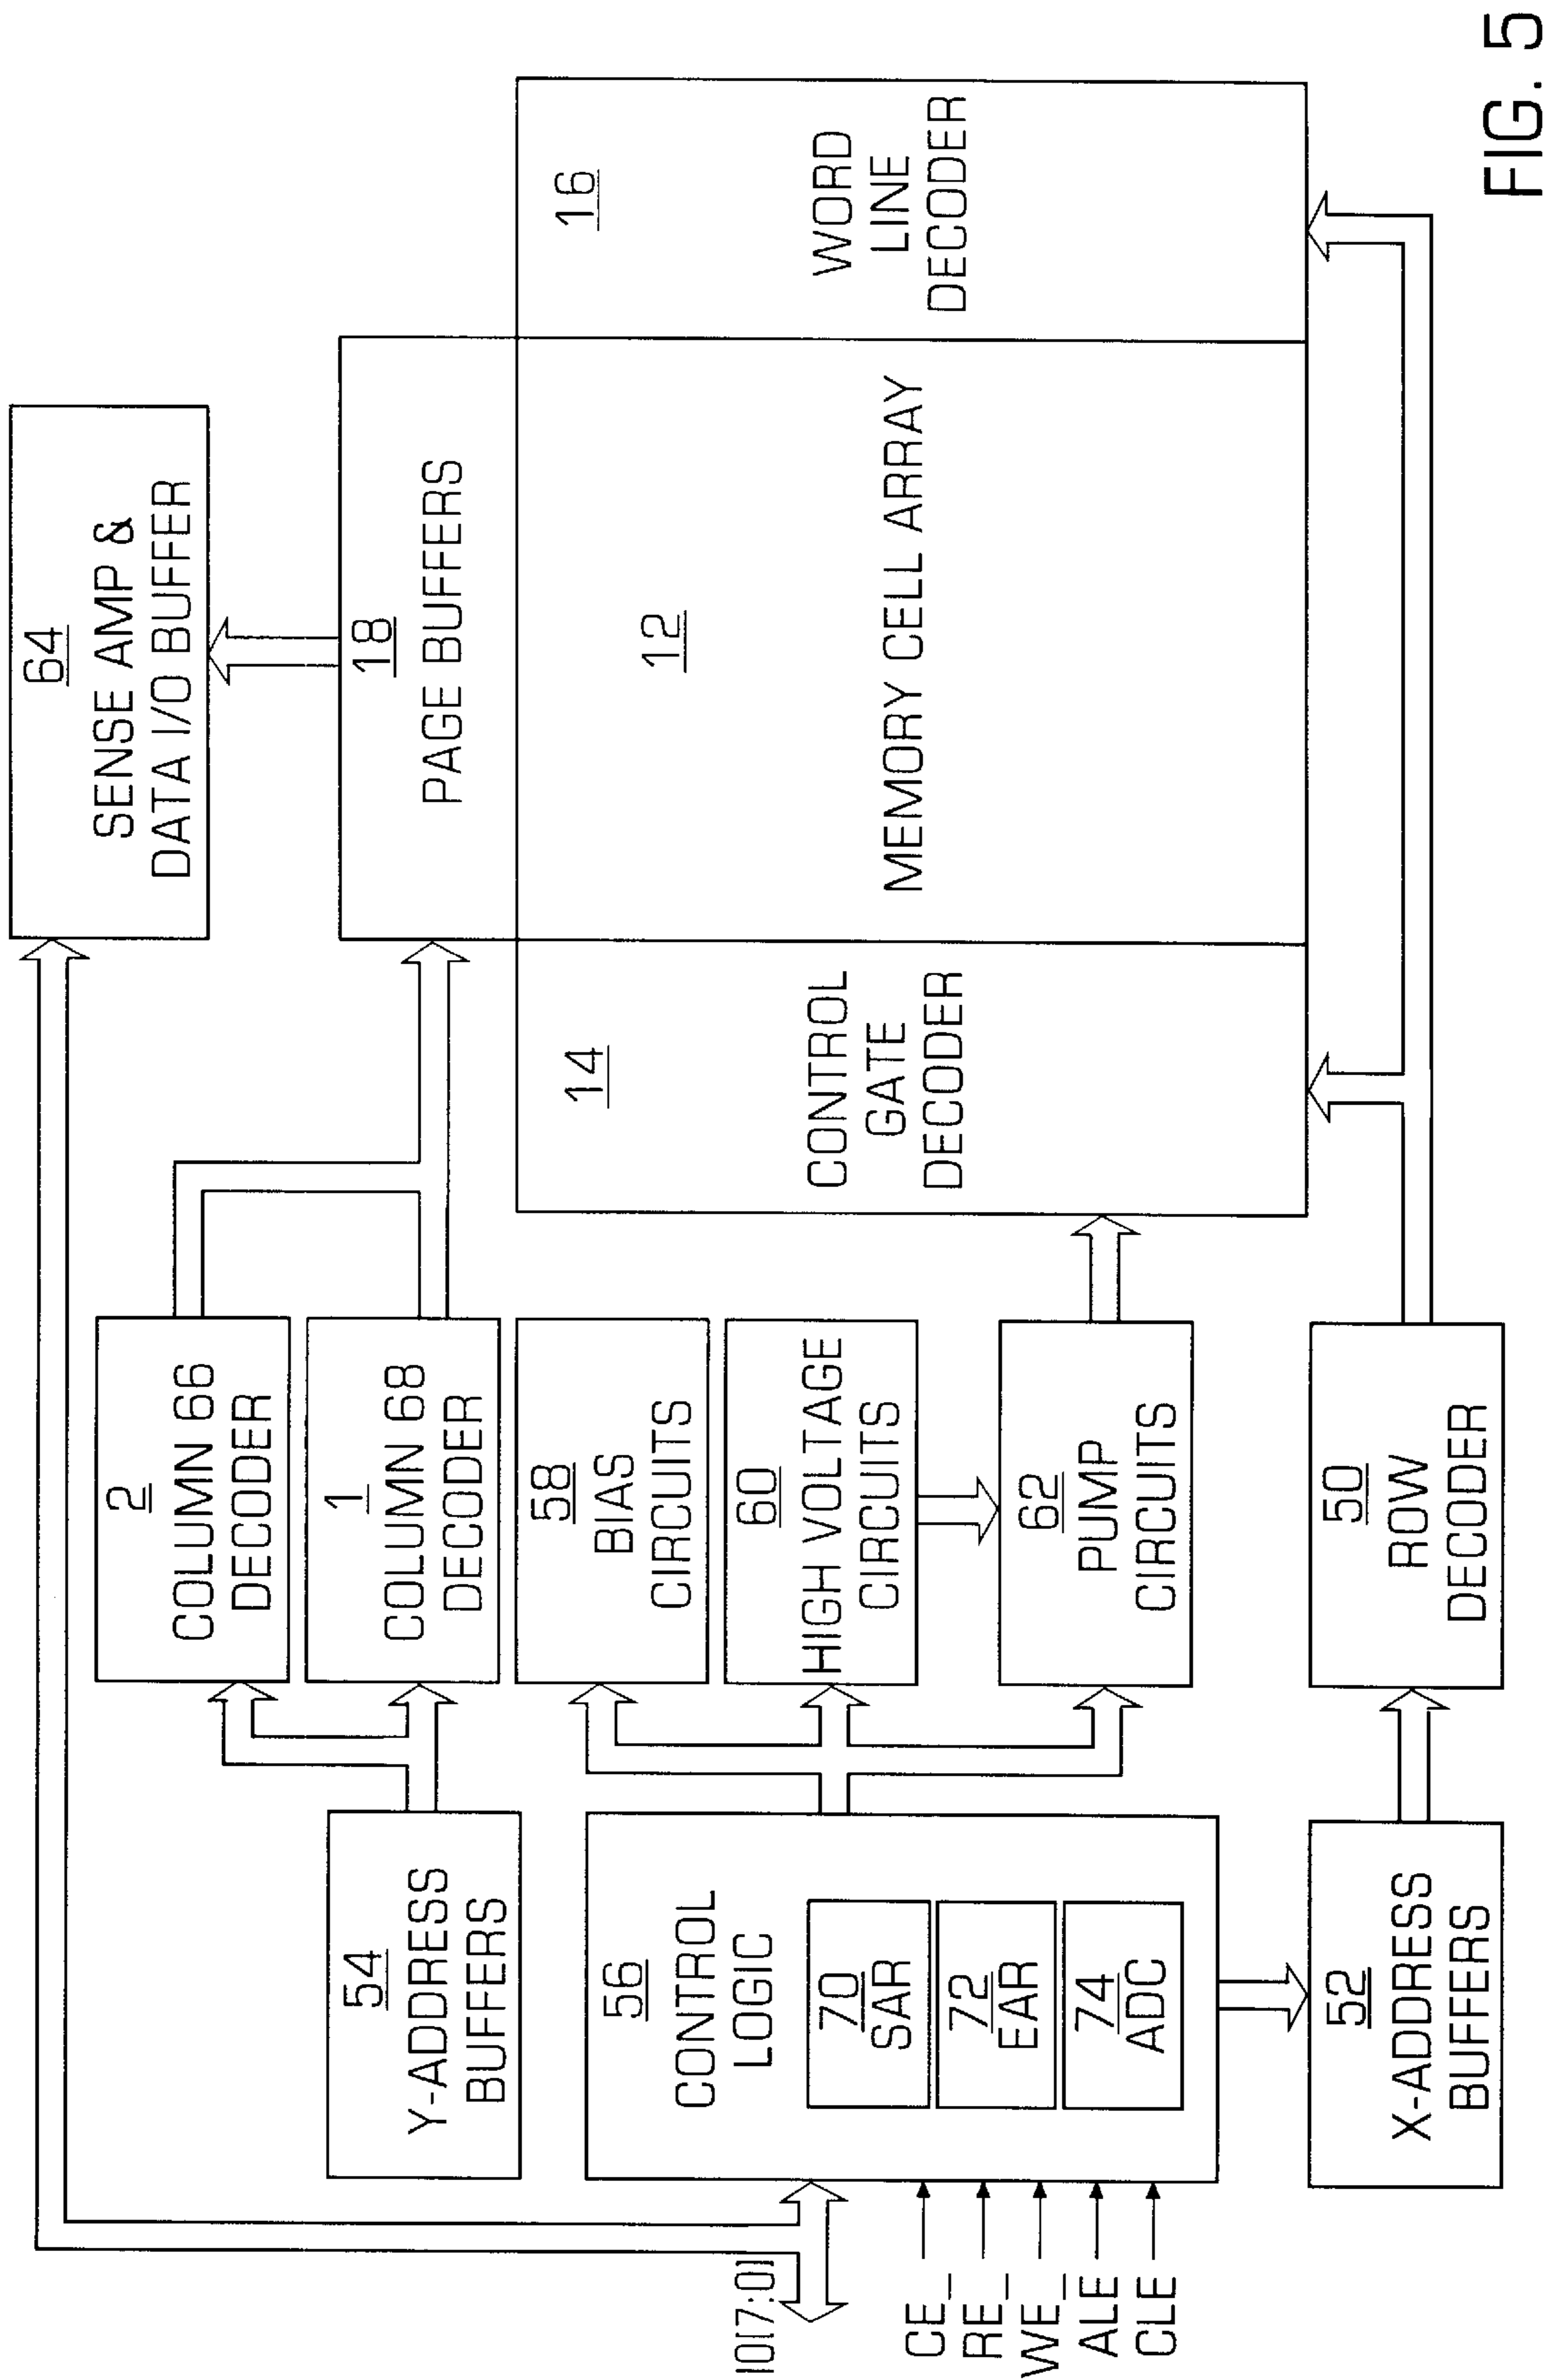 64
SENSE AMP &
DATA I/O BUFFER
2
COLUMN 66
DECODER
1
COLUMN 68
DECODER
18
PAGE BUFFERS
54
Y-ADDRESS
BUFFERS
58
BIAS
CIRCUITS
14
CONTROL
GATE
DECODER
12
MEMORY CELL ARRAY
16
WORD
LINE
DECODER
56
CONTROL
LOGIC
60
HIGH VOLTAGE
CIRCUITS
IO[7:0]
CE_
RE_
WE_
ALE
CLE
70
SAR
72
EAR
74
ADC
62
PUMP
CIRCUITS
52
X-ADDRESS
BUFFERS
50
ROW
DECODER
FIG. 5